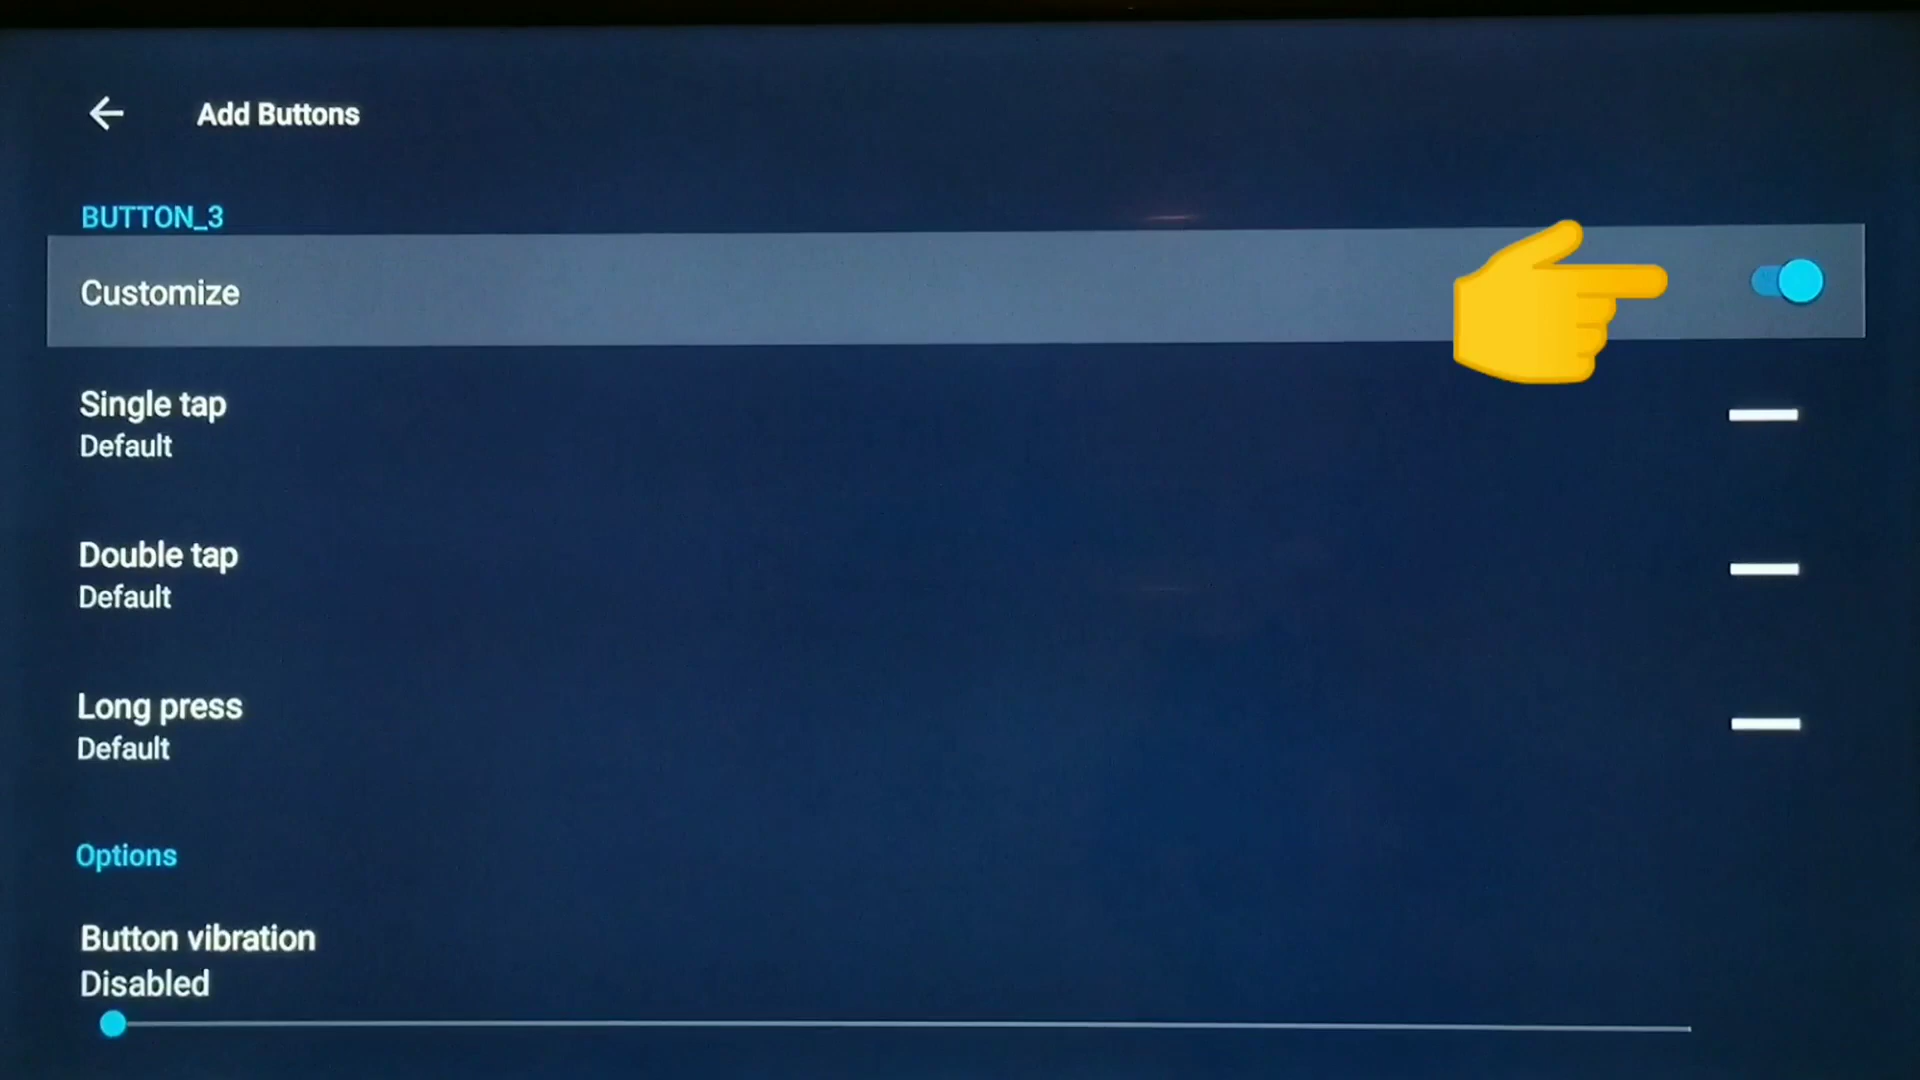 Add Buttons
BUTTON_3
Customize
Single tap
Default
Double tap
Default
Long press
Default
Options
Button vibration
Disabled